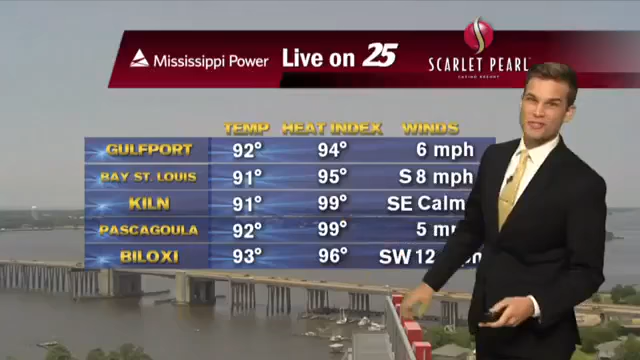 Mississippi Power Live on 25 SCARLET PEARL
CASINO RESORT
TEMP HEAT INDEX WINDS
GULFPORT 92° 94° 6 mph
BAY ST. LOUIS 91° 95° S 8 mph
KILN 91° 99° SE Calm
PASCAGOULA 92° 99° 5
BILOXI 93° 96° SW